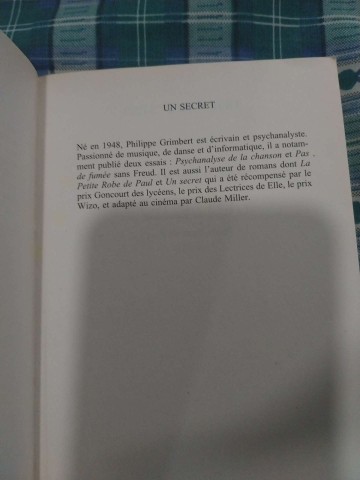 UN SECRET
Né en 1948, Philippe Grimbert est écrivain et psychanalyste.
Passionné de musique, de danse et d'informatique, il a notam-
ment publié deux essais : Psychanalyse de la chanson et Pas
de fumée sans Freud. Il est aussi l'auteur de romans dont La
Petite Robe de Paul et Un secret qui a été récompensé par le
prix Goncourt des lycéens, le prix des Lectrices de Elle, le prix
Wizo, et adapté au cinéma par Claude Miller.